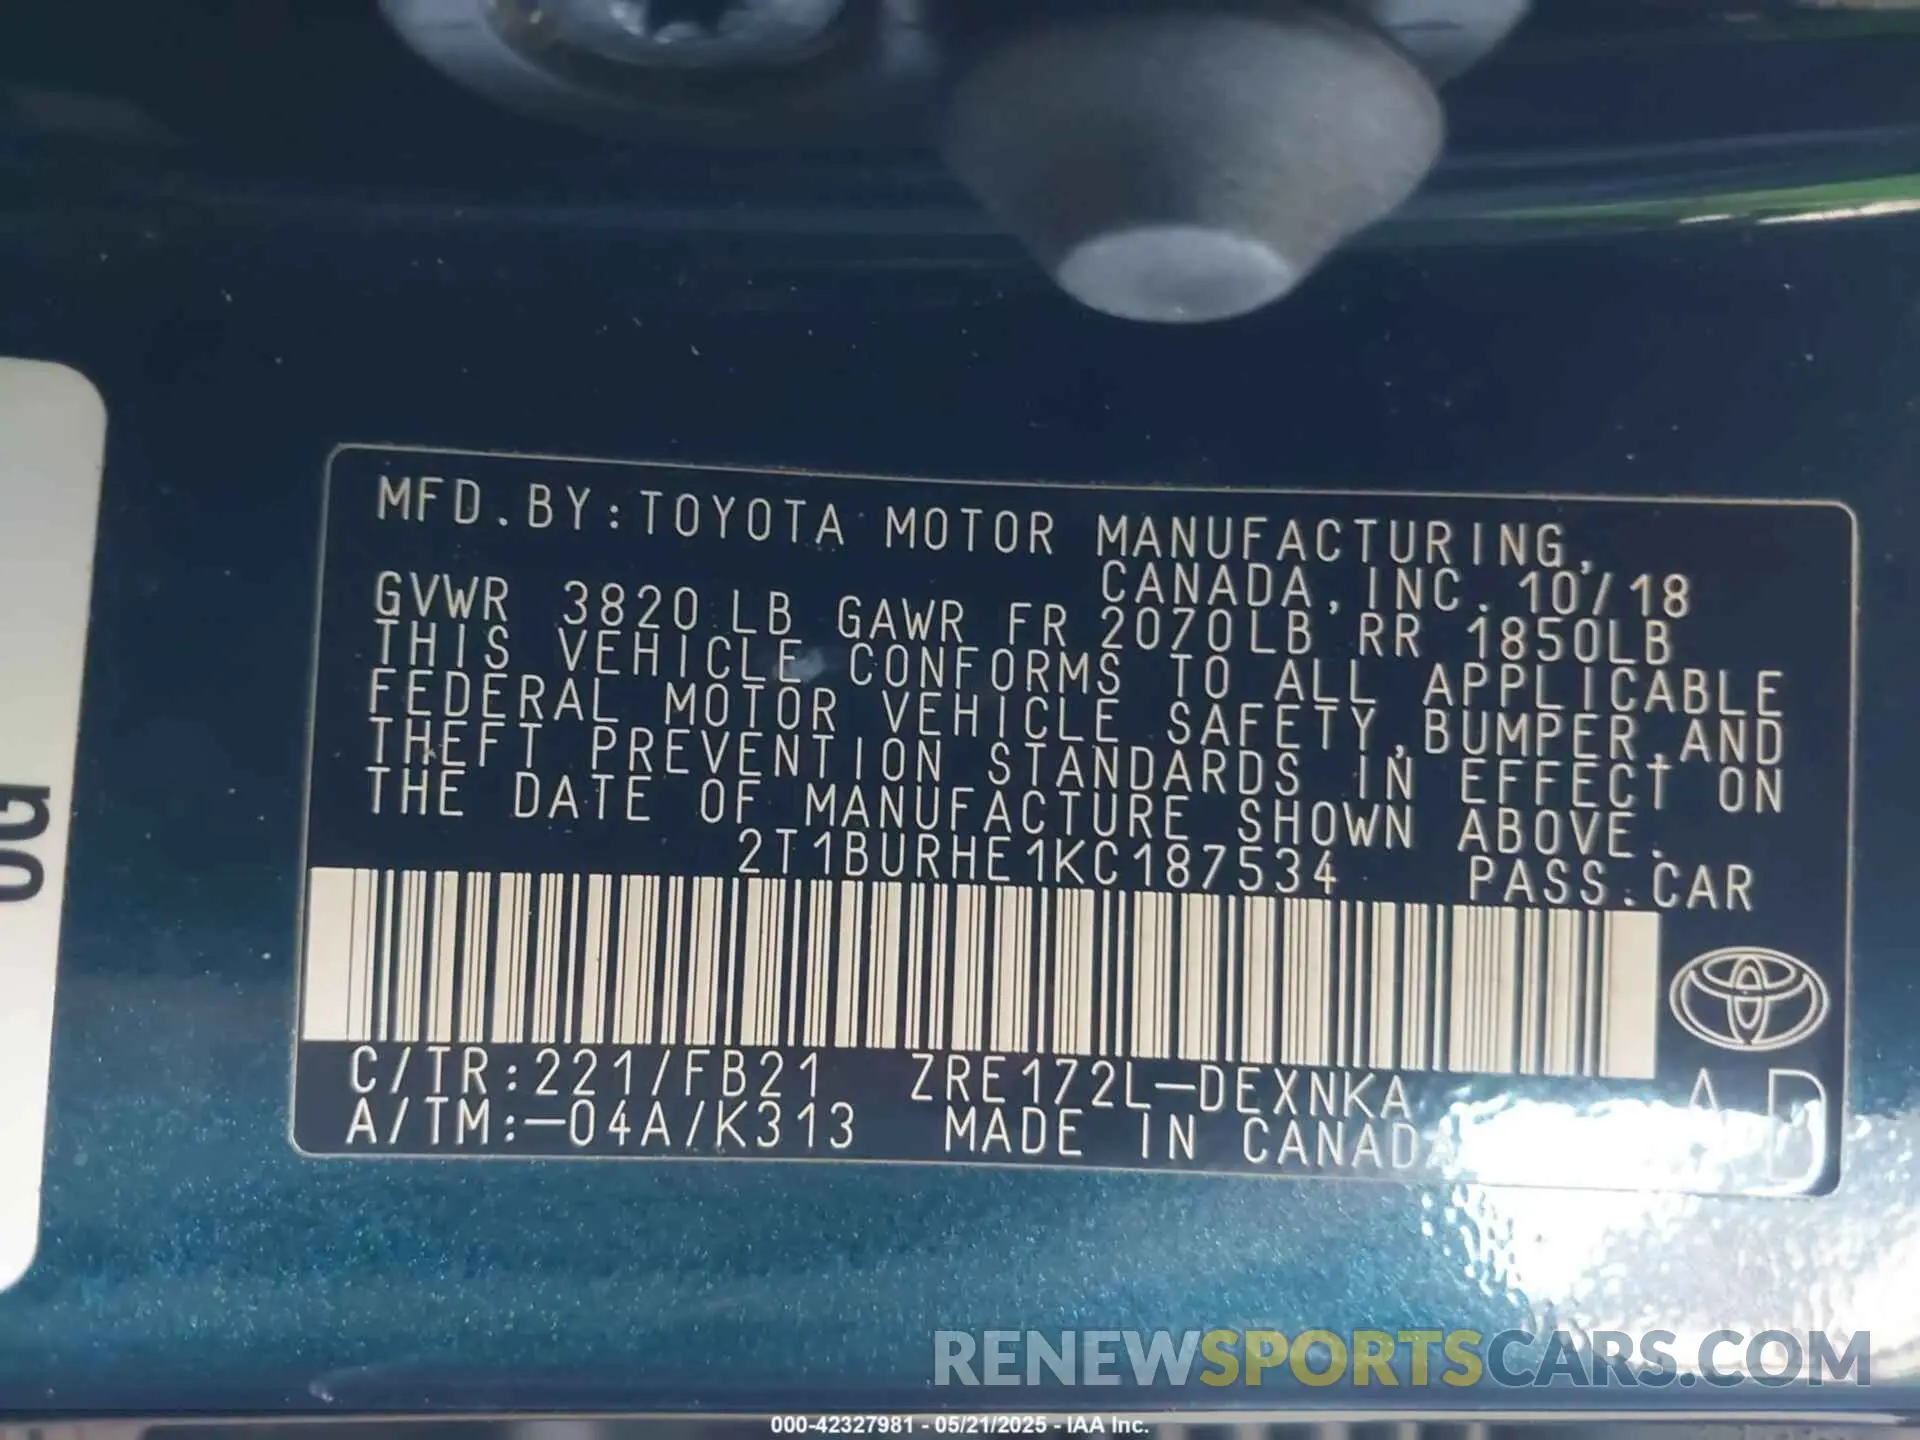 MFD.BY:TOYOTA MOTOR MANUFACTURING,
CANADA,INC. 10/18
GVWR 3820 LB GAWR FR 2070LB RR 1850LB
THIS VEHICLE CONFORMS TO ALL APPLICABLE
FEDERAL MOTOR VEHICLE SAFETY,BUMPER,AND
THEFT PREVENTION STANDARDS IN EFFECT ON
THE DATE OF MANUFACTURE SHOWN ABOVE.
2T1BURHE1KC187534 PASS.CAR
C/TR:221/FB21 ZRE172L-DEXNKA
A/TM:-04A/K313 MADE IN CANAD
RENEWSPORTSCARS.COM
000-42327981 - 05/21/2025 - IAA Inc.